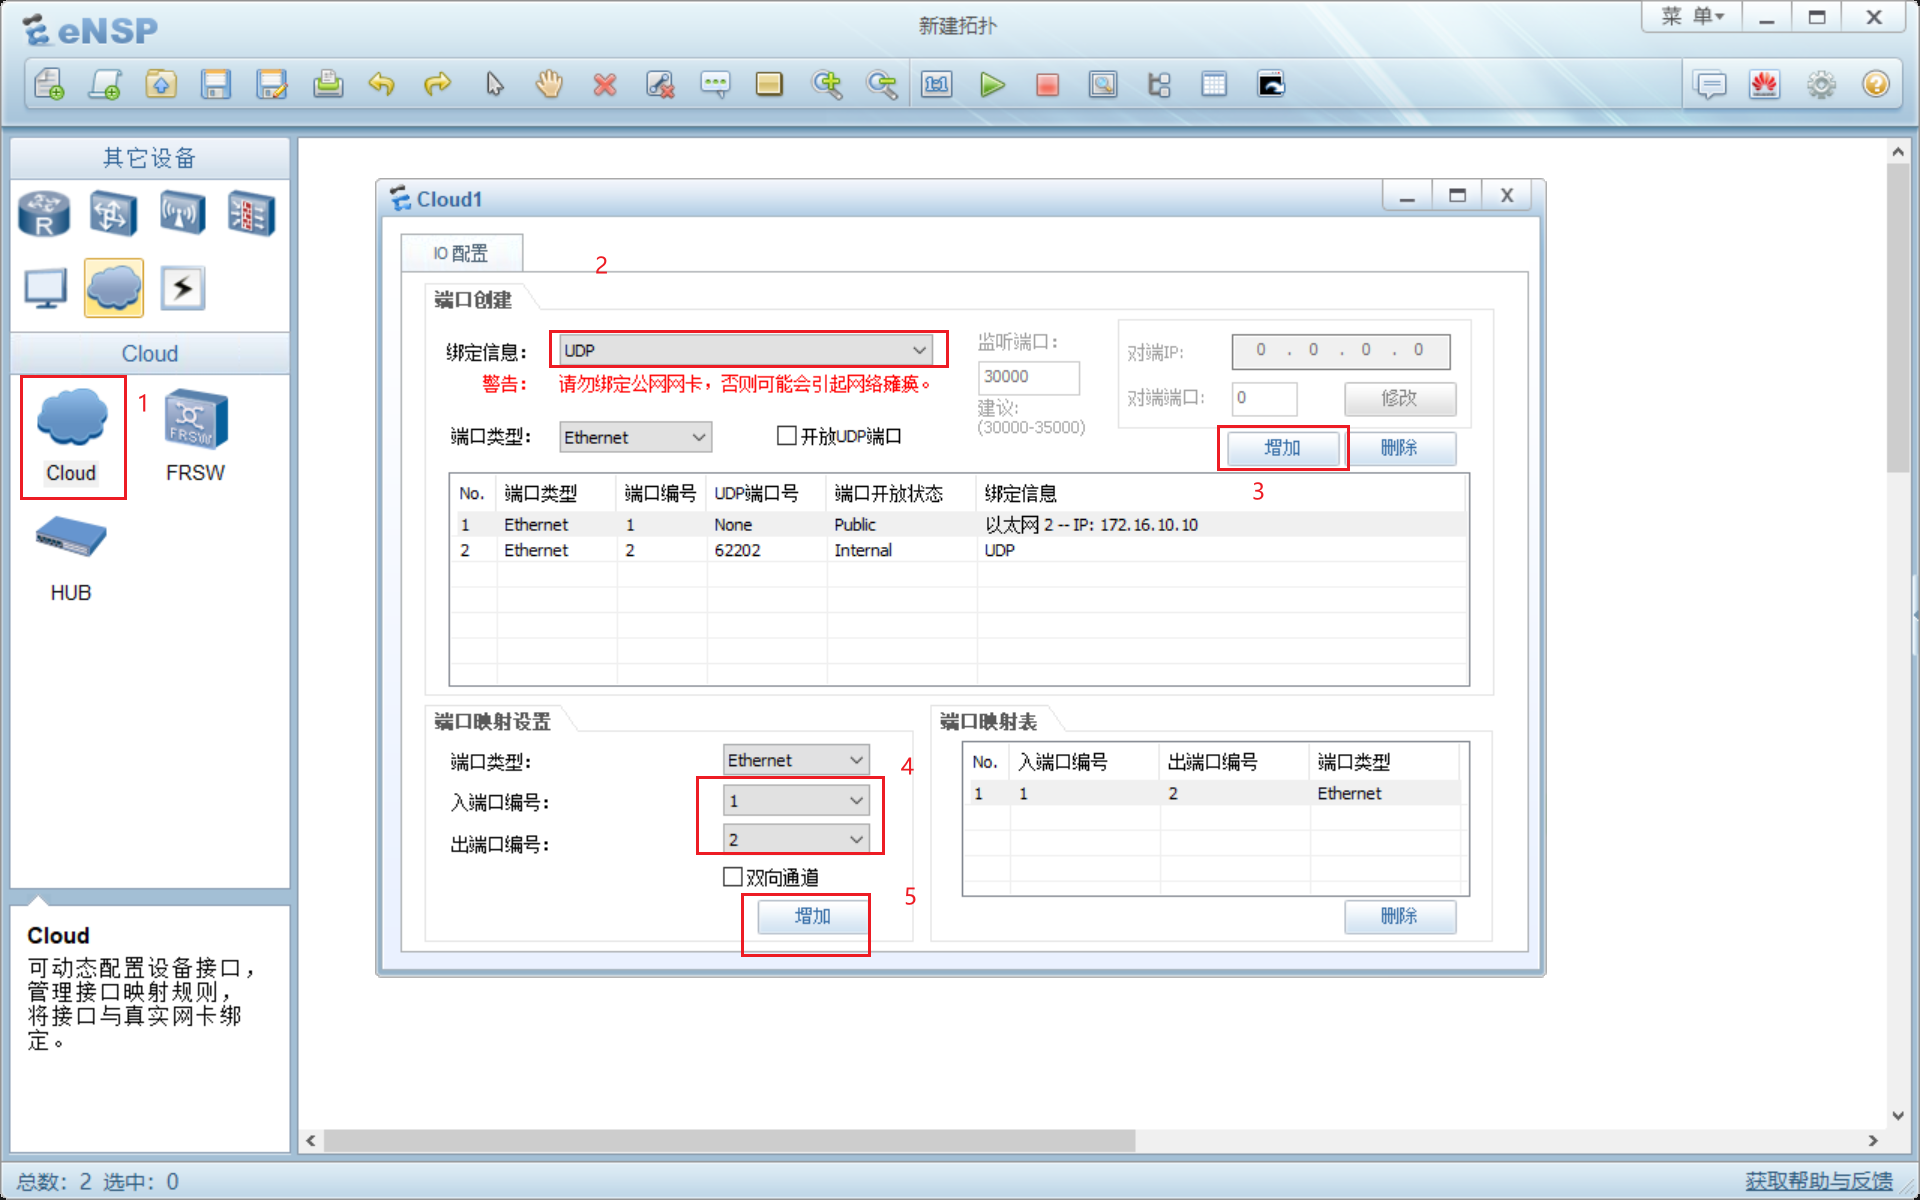 eNSP
新建拓扑
菜 单
1:1
其它设备
R
Cloud
Cloud
1
FRSW
FRSW
HUB
Cloud
可动态配置设备接口，
管理接口映射规则，
将接口与真实网卡绑
定。
Cloud1
IO 配置
2
端口创建
绑定信息：
UDP
警告： 请勿绑定公网网卡，否则可能会引起网络瘫痪。
端口类型： Ethernet
开放UDP端口
监听端口：
30000
建议：
(30000-35000)
对端IP: 0 . 0 . 0 . 0
对端端口： 0 修改
增加 删除
3
No. 端口类型 端口编号 UDP端口号 端口开放状态 绑定信息
1 Ethernet 1 None Public 以太网 2 -- IP: 172.16.10.10
2 Ethernet 2 62202 Internal UDP
端口映射设置
端口类型： Ethernet
4
入端口编号： 1
出端口编号： 2
双向通道
5
增加
端口映射表
No. 入端口编号 出端口编号 端口类型
1 1 2 Ethernet
删除
总数：2 选中：0
获取帮助与反馈